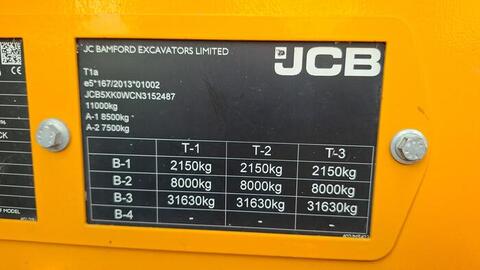 JC BAMFORD EXCAVATORS LIMITED
JCB
T1a
e5*167/2013*01002
JCB5XK0WCN3152487
11000kg
A-1 8500kg
A-2 7500kg
T-1 T-2 T-3
B-1 2150kg 2150kg 2150kg
B-2 8000kg 8000kg 8000kg
B-3 31630kg 31630kg 31630kg
B-4 - - -
MODEL